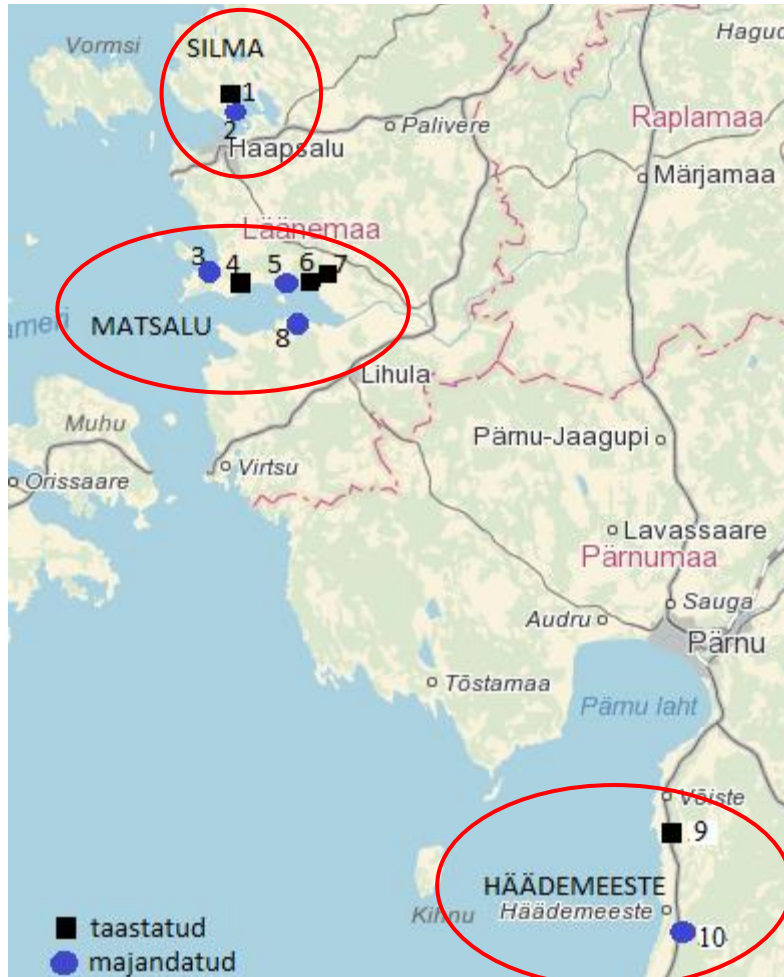 Vormsi
SILMA
Hagud
1
Raplamaa
2
Palivere
Haapsalu
Märjamaa
Läänemaa
3
4
5
6
7
ameri
MATSALU
8
Lihula
Muhu
Pärnu-Jaagupi
Virtsu
Orissaare
Lavassaare
Pärnumaa
Sauga
Audru
Pärnu
Tõstamaa
Pärnu laht
Võiste
9
HÄÄDEMEESTE
Kihnu
Häädemeeste
taastatud
10
majandatud